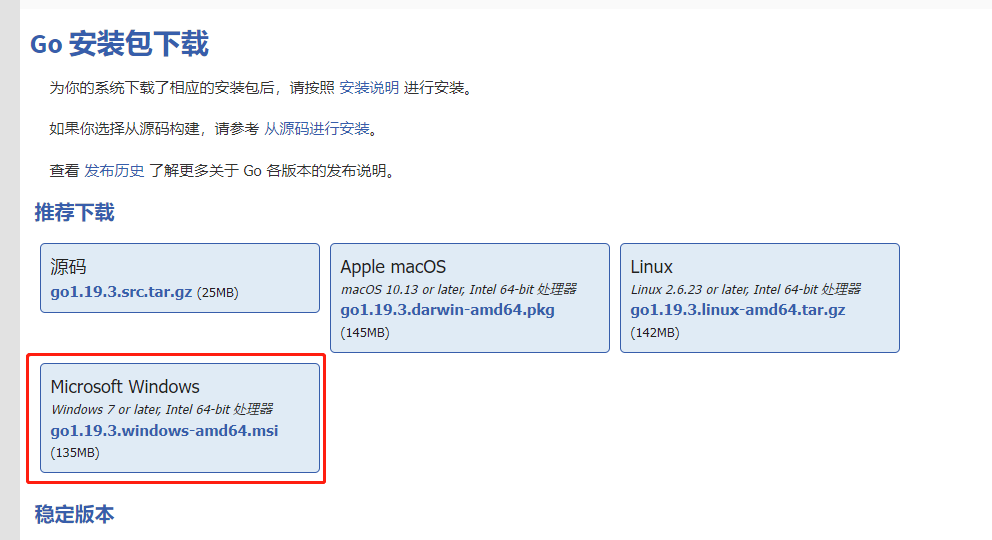 Go 安装包下载
为你的系统下载了相应的安装包后，请按照 安装说明 进行安装。
如果你选择从源码构建，请参考 从源码进行安装。
查看 发布历史 了解更多关于 Go 各版本的发布说明。
推荐下载
源码
go1.19.3.src.tar.gz (25MB)
Apple macOS
macOS 10.13 or later, Intel 64-bit 处理器
go1.19.3.darwin-amd64.pkg
(145MB)
Linux
Linux 2.6.23 or later, Intel 64-bit 处理器
go1.19.3.linux-amd64.tar.gz
(142MB)
Microsoft Windows
Windows 7 or later, Intel 64-bit 处理器
go1.19.3.windows-amd64.msi
(135MB)
稳定版本